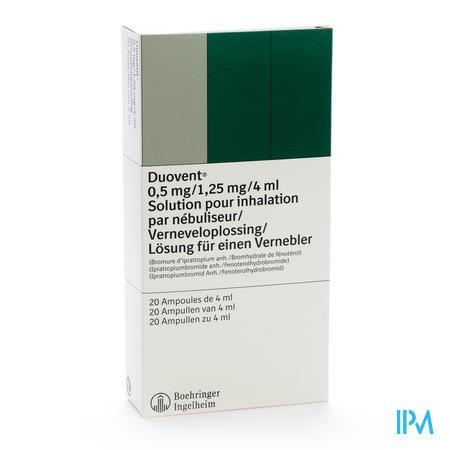 Duovent®
0,5 mg/1,25 mg/4 ml
Solution pour inhalation
par nébuliseur/
Verneveloplossing/
Lösung für einen Vernebler
(Bromure d'Ipratropium anh./Bromhydrate de fénotérol)
(Ipratropiumbromide anh./Fenoterolhydrobromide)
(Ipratropiumbromid Anh./Fenoterolhydrobromid)
20 Ampoules de 4 ml
20 Ampullen van 4 ml
20 Ampullen zu 4 ml
Boehringer
Ingelheim
IPM